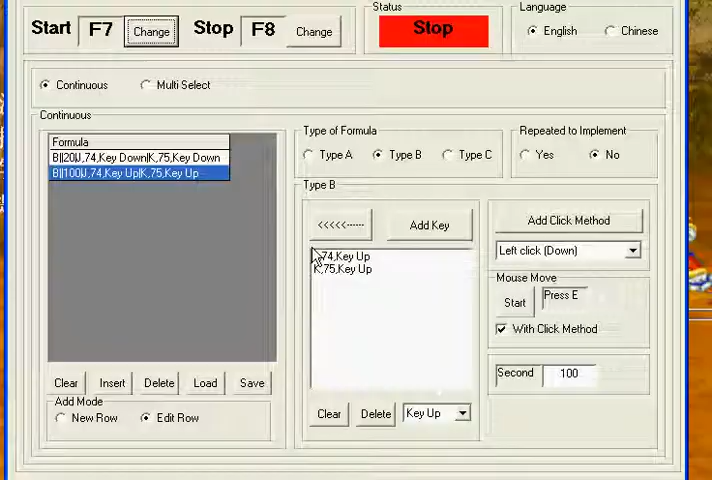 Status
Language
Start F7 Change Stop F8 Change
Stop
English Chinese
Continuous Multi Select
Continuous
Formula
B||20|J,74,Key Down|K,75,Key Down
B||100|J,74,Key Up|K,75,Key Up
Type of Formula
Type A Type B Type C
Repeated to Implement
Yes No
Type B
<<<<<------ Add Key
,74,Key Up
K,75,Key Up
Add Click Method
Left click (Down)
Mouse Move
Start Press E
With Click Method
Second 100
Clear Insert Delete Load Save
Add Mode
New Row Edit Row
Clear Delete Key Up